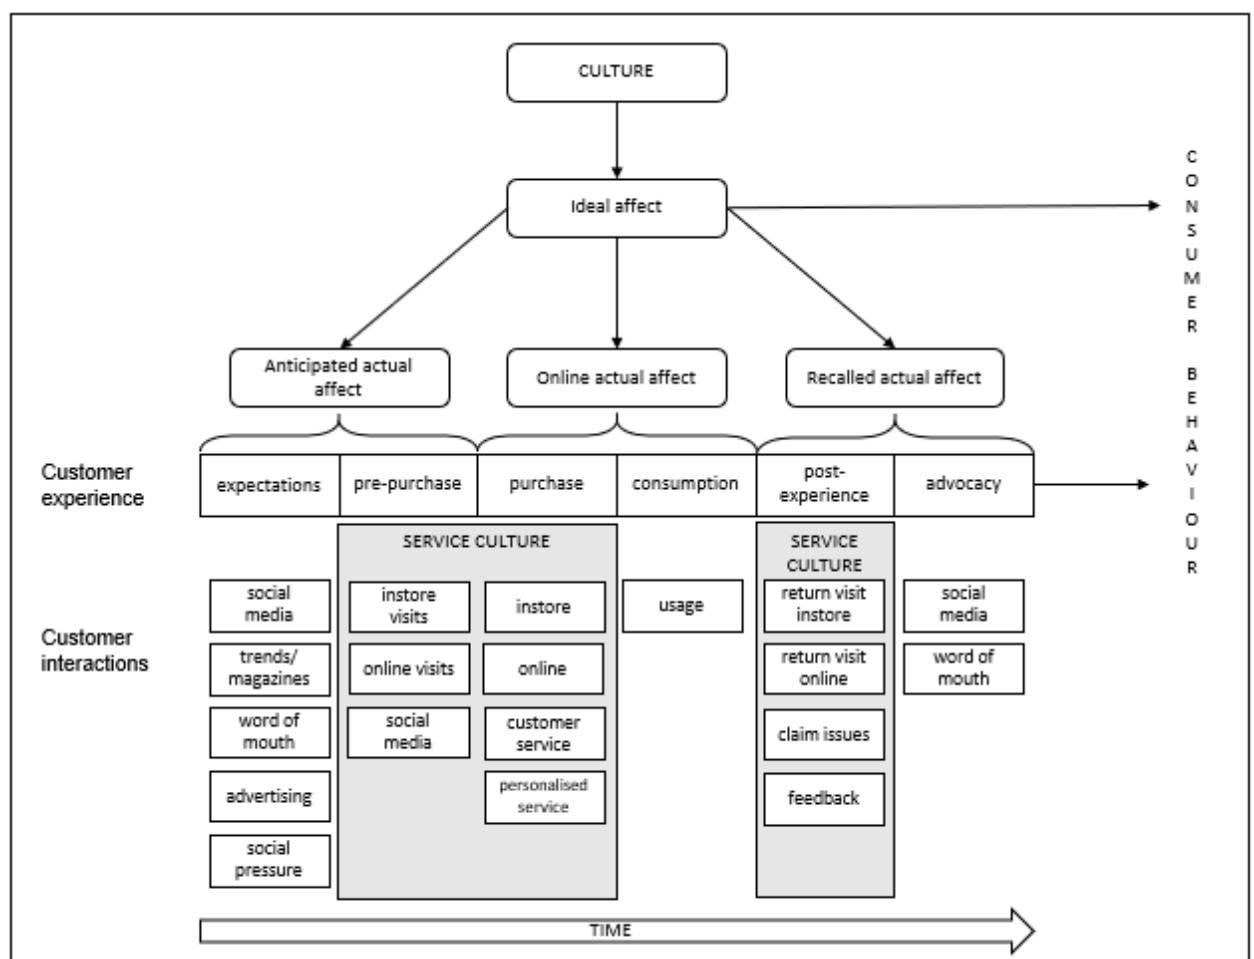 CULTURE
Ideal affect
CONSUMER BEHAVIOUR
Anticipated actual
affect
Online actual affect
Recalled actual affect
Customer
experience
expectations
pre-purchase
purchase
consumption
post-
experience
advocacy
SERVICE CULTURE
SERVICE
CULTURE
Customer
interactions
social
media
trends/
magazines
word of
mouth
advertising
social
pressure
instore
visits
online visits
social
media
instore
online
customer
service
personalised
service
usage
return visit
instore
return visit
online
claim issues
feedback
social
media
word of
mouth
TIME